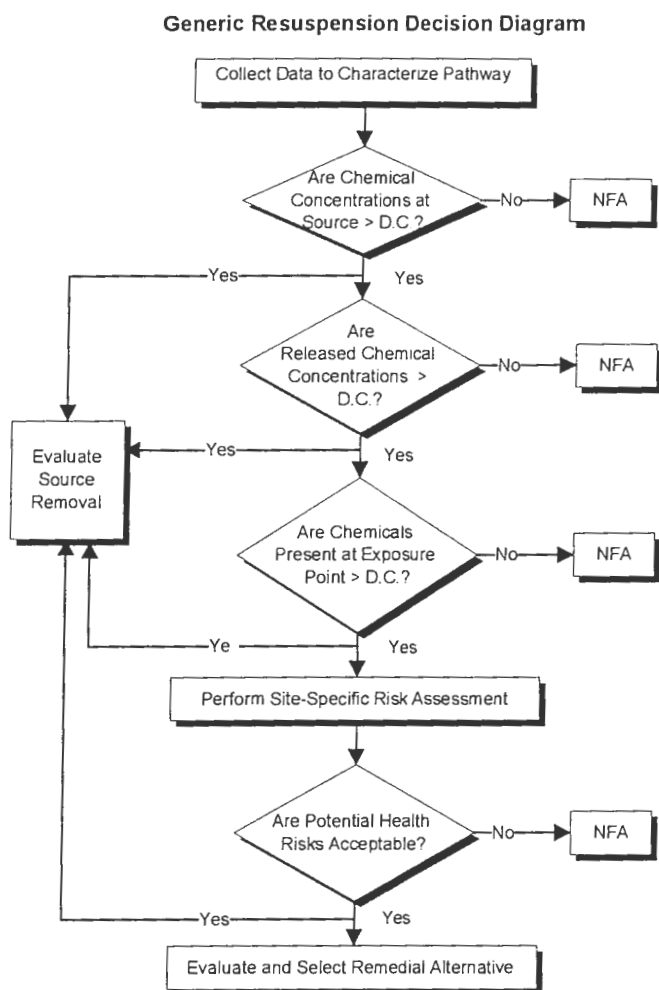 Generic Resuspension Decision Diagram
Collect Data to Characterize Pathway
Are Chemical
Concentrations at
Source > D.C.?
No
NFA
Yes
Yes
Are
Released Chemical
Concentrations >
D.C.?
No
NFA
Evaluate
Source
Removal
Yes
Yes
Are Chemicals
Present at Exposure
Point > D.C.?
No
NFA
Ye
Yes
Perform Site-Specific Risk Assessment
Are Potential Health
Risks Acceptable?
No
NFA
Yes
Yes
Evaluate and Select Remedial Alternative